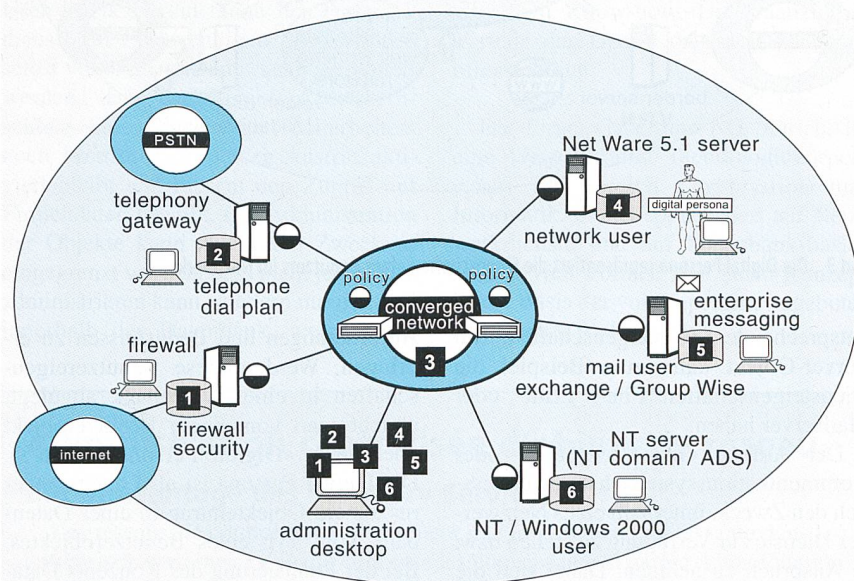 PSTN
telephony
gateway
2
telephone
dial plan
firewall
1
firewall
security
internet
policy
policy
converged
network
3
Net Ware 5.1 server
4
digital persona
network user
enterprise
messaging
5
mail user
exchange / Group Wise
NT server
(NT domain / ADS)
6
NT / Windows 2000
user
2
4
1
3
5
6
administration
desktop